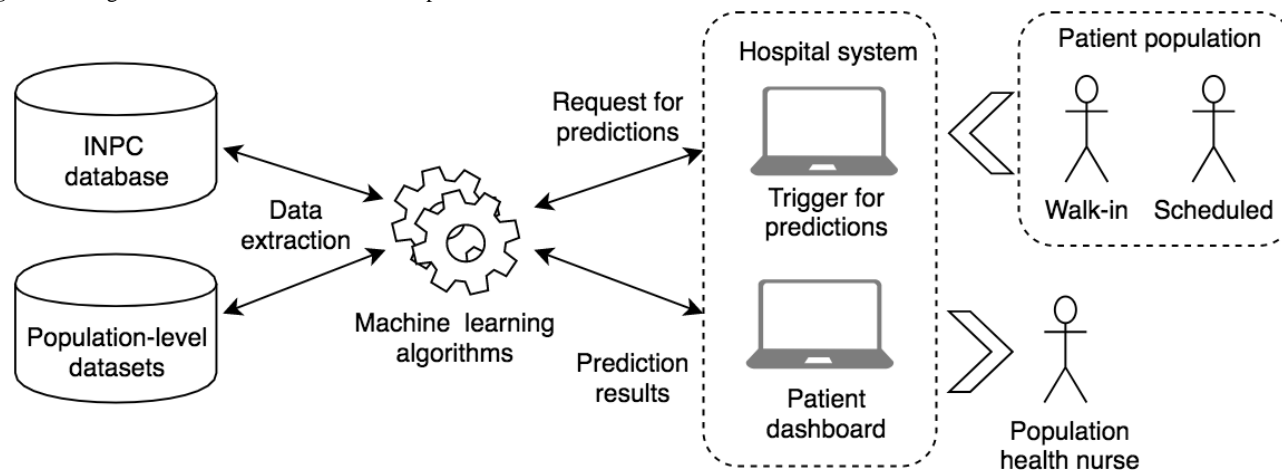 Hospital system
Patient population
Request for
predictions
INPC
database
Trigger for
predictions
Walk-in
Scheduled
Data
extraction
Population-level
datasets
Machine learning
algorithms
Prediction
results
Patient
dashboard
Population
health nurse